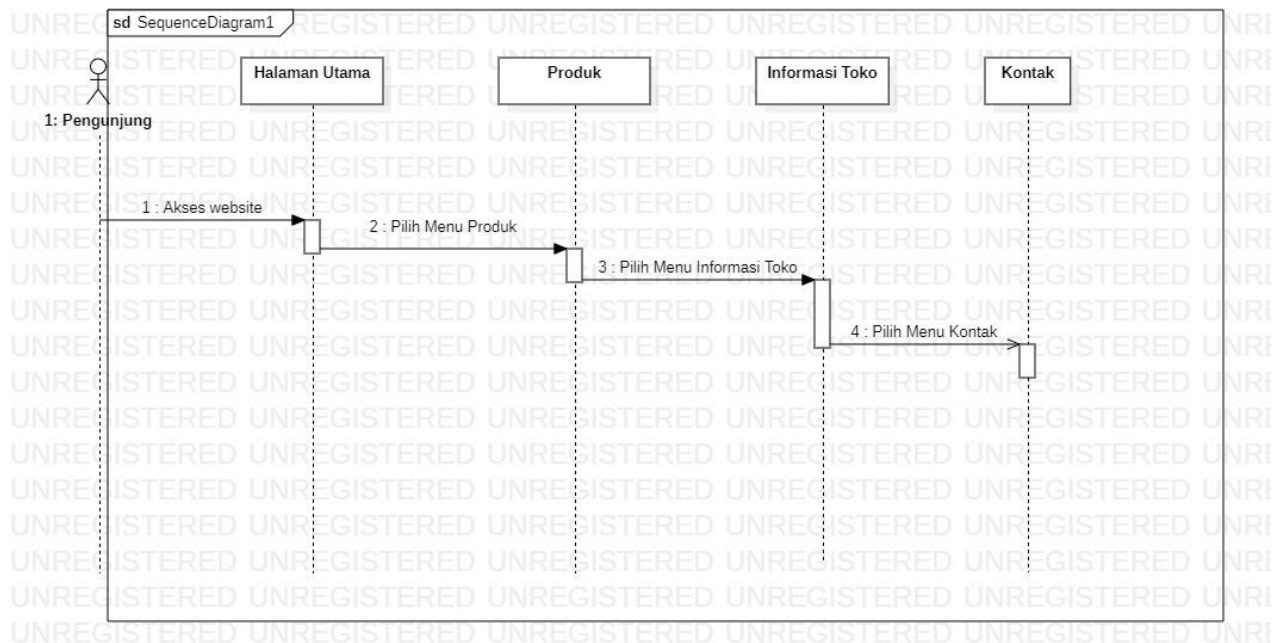 sd SequenceDiagram1
Halaman Utama
Produk
Informasi Toko
Kontak
1: Pengunjung
1 : Akses website
2 : Pilih Menu Produk
3 : Pilih Menu Informasi Toko
4 : Pilih Menu Kontak
UNREGISTERED